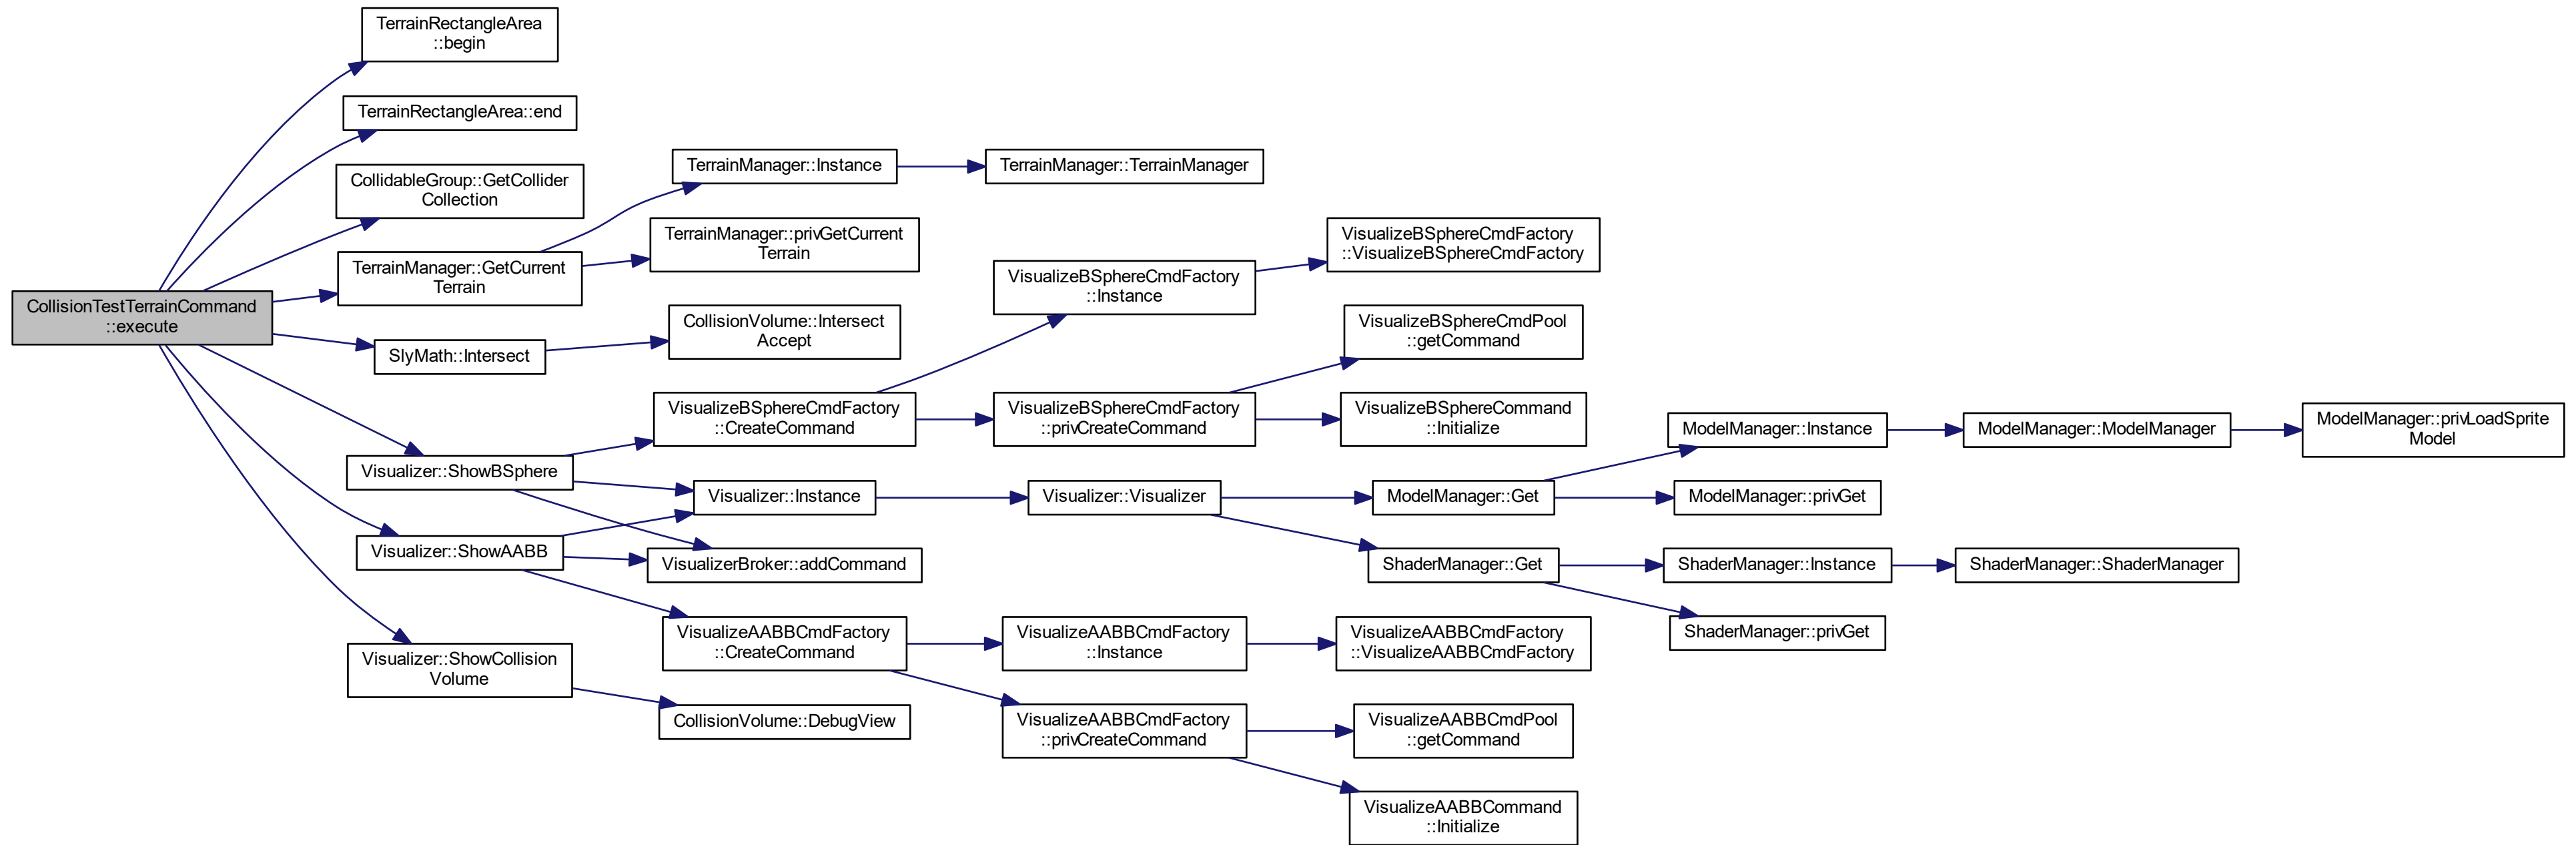 CollisionTestTerrainCommand
::execute
TerrainRectangleArea
::begin
TerrainRectangleArea::end
CollidableGroup::GetCollider
Collection
TerrainManager::GetCurrent
Terrain
SlyMath::Intersect
Visualizer::ShowBSphere
Visualizer::ShowAABB
Visualizer::ShowCollision
Volume
TerrainManager::Instance
TerrainManager::privGetCurrent
Terrain
CollisionVolume::Intersect
Accept
VisualizeBSphereCmdFactory
::CreateCommand
Visualizer::Instance
VisualizerBroker::addCommand
VisualizeAABBCmdFactory
::CreateCommand
CollisionVolume::DebugView
TerrainManager::TerrainManager
VisualizeBSphereCmdFactory
::Instance
VisualizeBSphereCmdFactory
::privCreateCommand
Visualizer::Visualizer
VisualizeAABBCmdFactory
::Instance
VisualizeAABBCmdFactory
::privCreateCommand
VisualizeBSphereCmdFactory
::VisualizeBSphereCmdFactory
VisualizeBSphereCmdPool
::getCommand
VisualizeBSphereCommand
::Initialize
ModelManager::Get
ShaderManager::Get
VisualizeAABBCmdFactory
::VisualizeAABBCmdFactory
VisualizeAABBCmdPool
::getCommand
VisualizeAABBCommand
::Initialize
ModelManager::Instance
ModelManager::privGet
ShaderManager::Instance
ShaderManager::privGet
ModelManager::ModelManager
ShaderManager::ShaderManager
ModelManager::privLoadSprite
Model